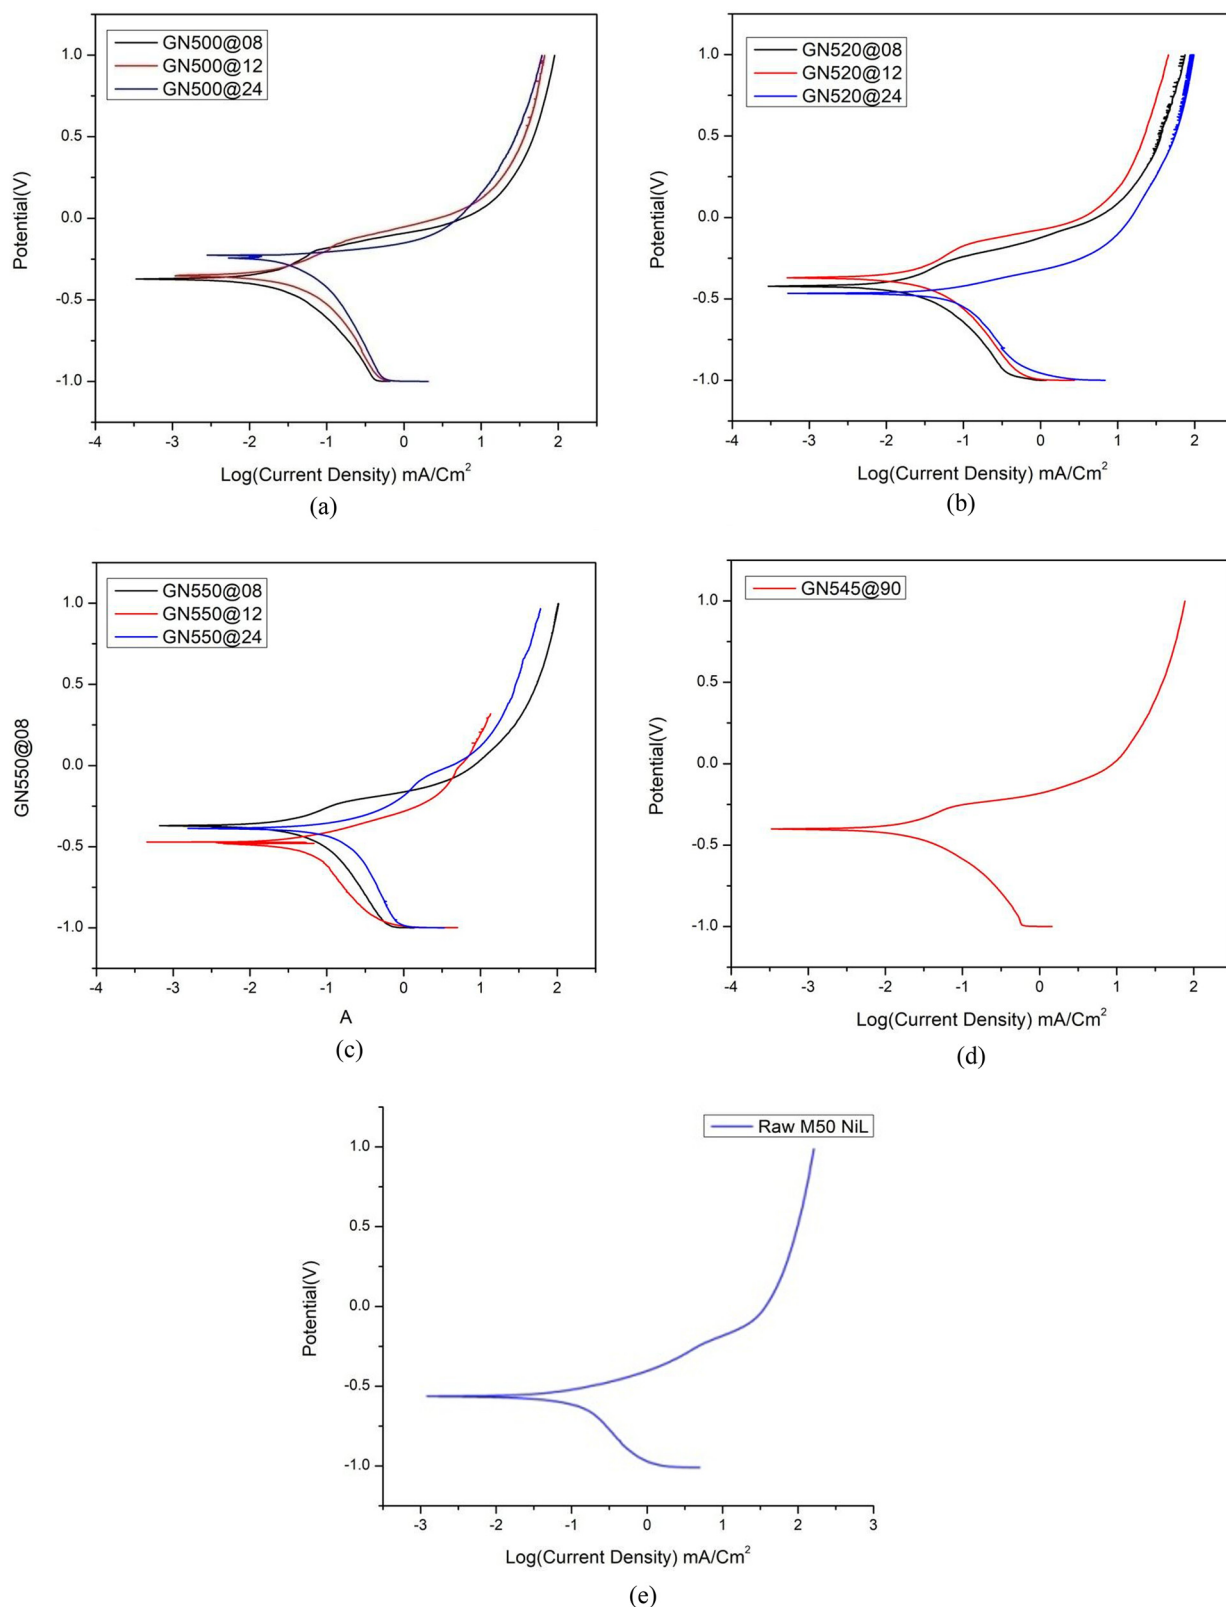 GN500@08
GN500@12
GN500@24
1.0
0.5
0.0
-0.5
-1.0
Potential(V)
-4 -3 -2 -1 0 1 2
Log(Current Density) mA/Cm²
(a)
GN520@08
GN520@12
GN520@24
1.0
0.5
0.0
-0.5
-1.0
Potential(V)
-4 -3 -2 -1 0 1 2
Log(Current Density) mA/Cm²
(b)
GN550@08
GN550@12
GN550@24
1.0
0.5
0.0
-0.5
-1.0
GN550@08
-4 -3 -2 -1 0 1 2
A
(c)
GN545@90
1.0
0.5
0.0
-0.5
-1.0
Potential(V)
-4 -3 -2 -1 0 1 2
Log(Current Density) mA/Cm²
(d)
Raw M50 NiL
1.0
0.5
0.0
-0.5
-1.0
Potential(V)
-3 -2 -1 0 1 2 3
Log(Current Density) mA/Cm²
(e)